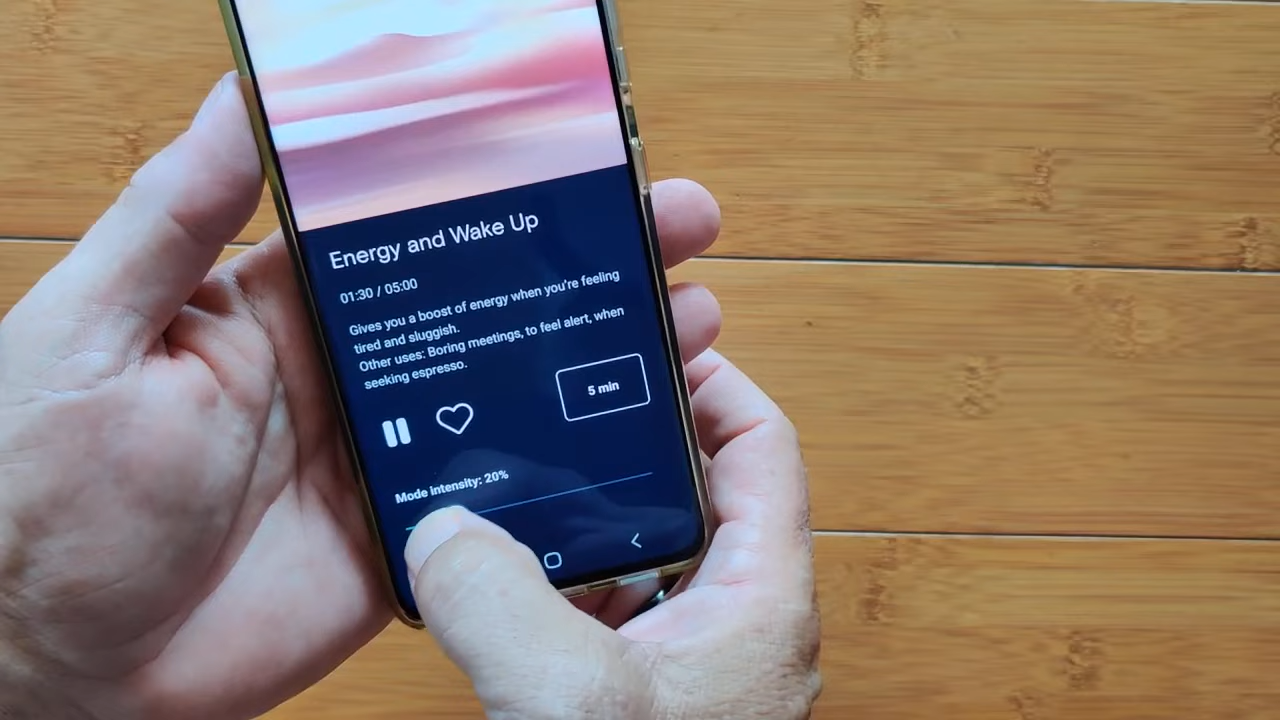 Energy and Wake Up
01:30 / 05:00
Gives you a boost of energy when you're feeling
tired and sluggish.
Other uses: Boring meetings, to feel alert, when
seeking espresso.
5 min
Mode intensity: 20%